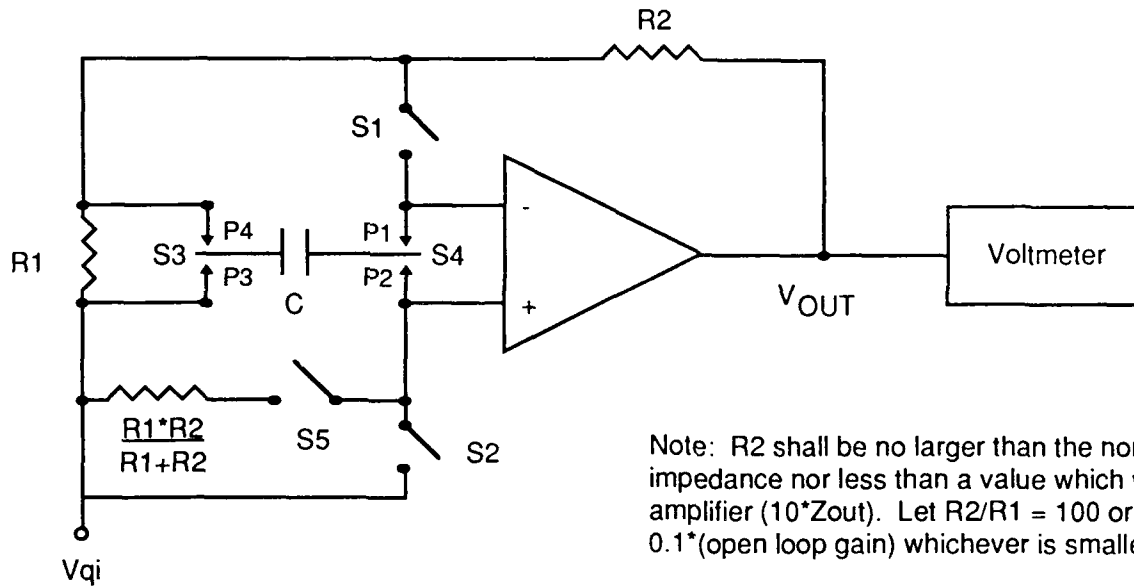 R2
S1
P4
P1
S3
S4
R1
P3
P2
C
-
+
Voltmeter
VOUT
R1*R2
R1+R2
S5
S2
Vqi
Note: R2 shall be no larger than the
impedance nor less than a value which
amplifier (10*Zout). Let R2/R1 = 100 or
0.1*(open loop gain) whichever is